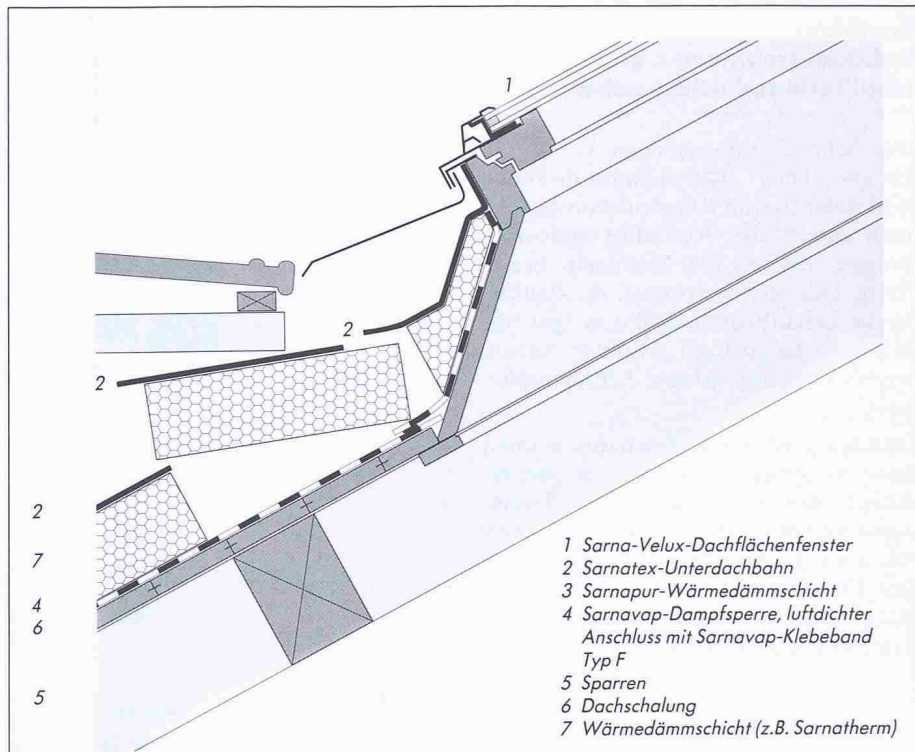 1
2
2
2
7
4
6
5
1 Sarna-Velux-Dachflächenfenster
2 Sarnatex-Unterdachbahn
3 Sarnapur-Wärmedämmschicht
4 Sarnavap-Dampfsperre, luftdichter
Anschluss mit Sarnavap-Klebeband
Typ F
5 Sparren
6 Dachschalung
7 Wärmedämmschicht (z.B. Sarnatherm)